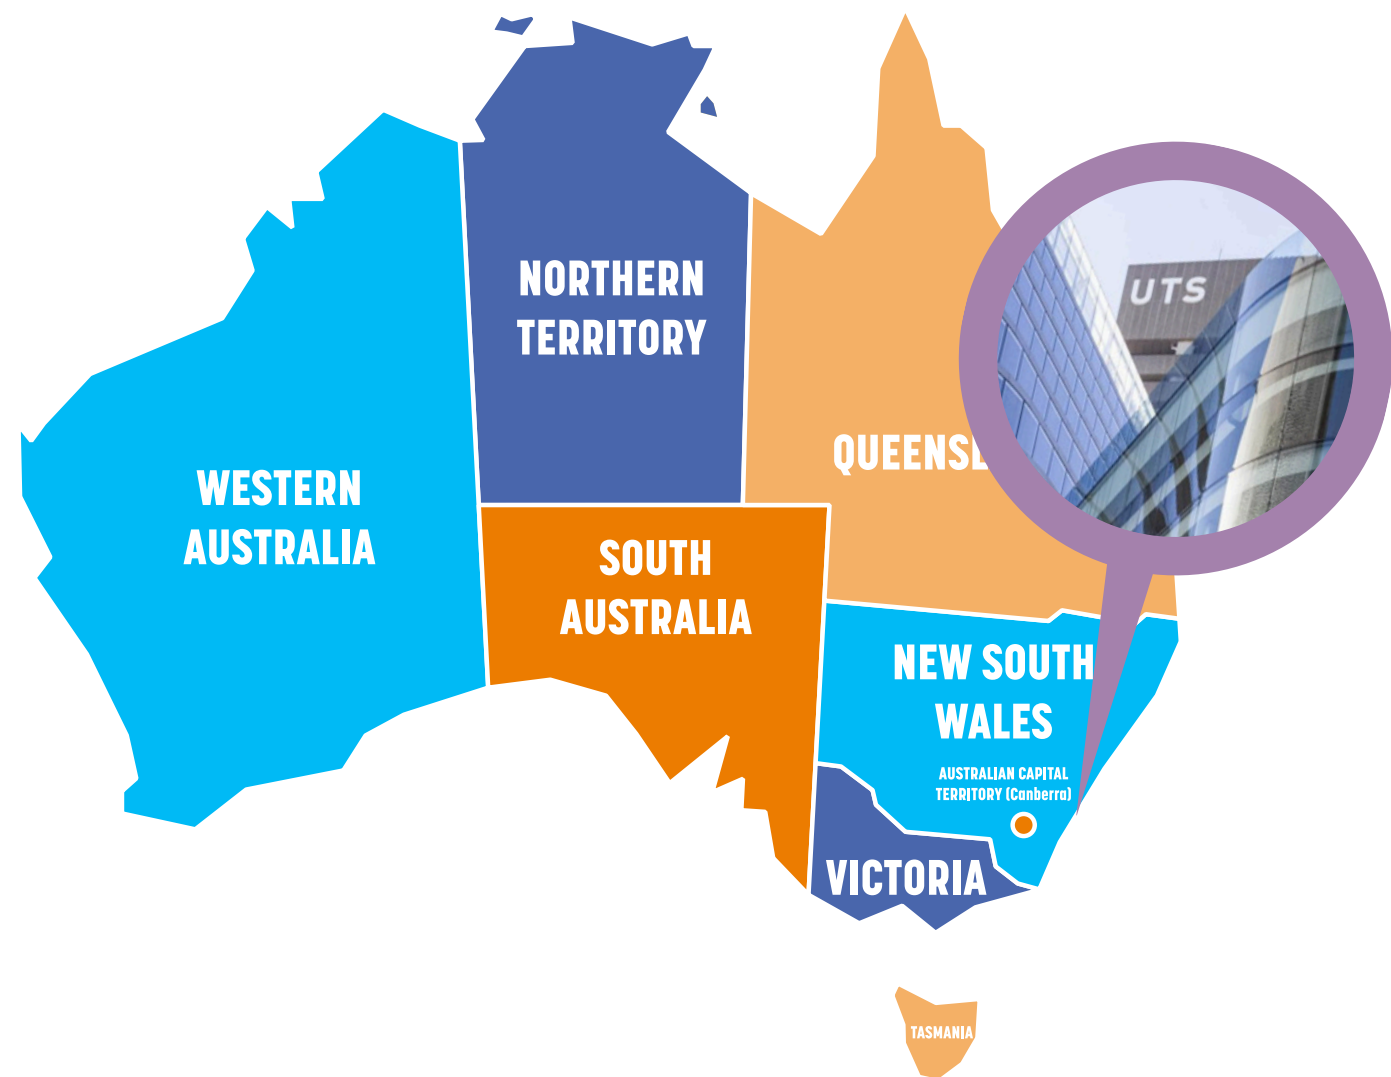 NORTHERN
TERRITORY
UTS
QUEENSL
WESTERN
AUSTRALIA
SOUTH
AUSTRALIA
NEW SOUTH
WALES
AUSTRALIAN CAPITAL
TERRITORY (Canberra)
VICTORIA
TASMANIA